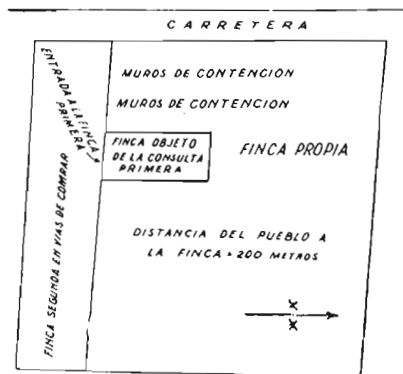 CARRETERA
ENTRADA A LA FINCA
PRIMERA
MUROS DE CONTENCION
MUROS DE CONTENCION
FINCA OBJETO
DE LA CONSULTA
PRIMERA
FINCA PROPIA
FINCA SEGUNDA EN VIAS DE COMPRAR
DISTANCIA DEL PUEBLO A
LA FINCA = 200 METROS